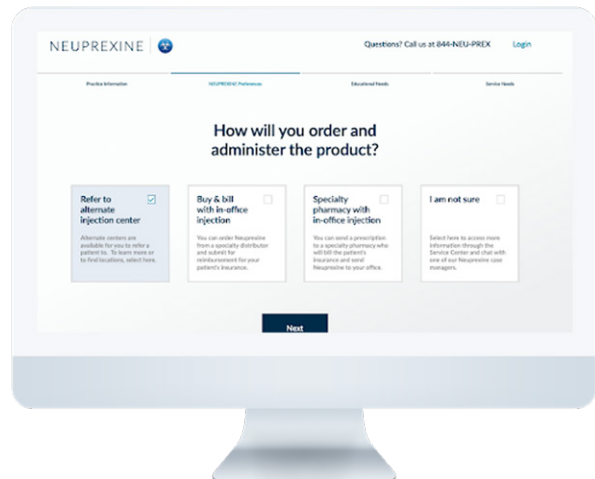 NEUPREXINE
Questions? Call us at 844-NEU-PREX
Login
Practice Information
NEUPREXINE Preferences
Educational Needs
Service Needs
How will you order and
administer the product?
Refer to
alternate
injection center
Alternate centers are
available for you to refer a
patient to. To learn more or
to find locations, select here.
Buy & bill
with in-office
injection
You can order Neuprexine
from a specialty distributor
and submit for
reimbursement for your
patient's insurance.
Specialty
pharmacy with
in-office injection
You can send a prescription
to a specialty pharmacy who
will bill the patient's
insurance and send
Neuprexine to your office.
I am not sure
Select here to access more
information through the
Service Center and chat with
one of our Neuprexine case
managers.
Next